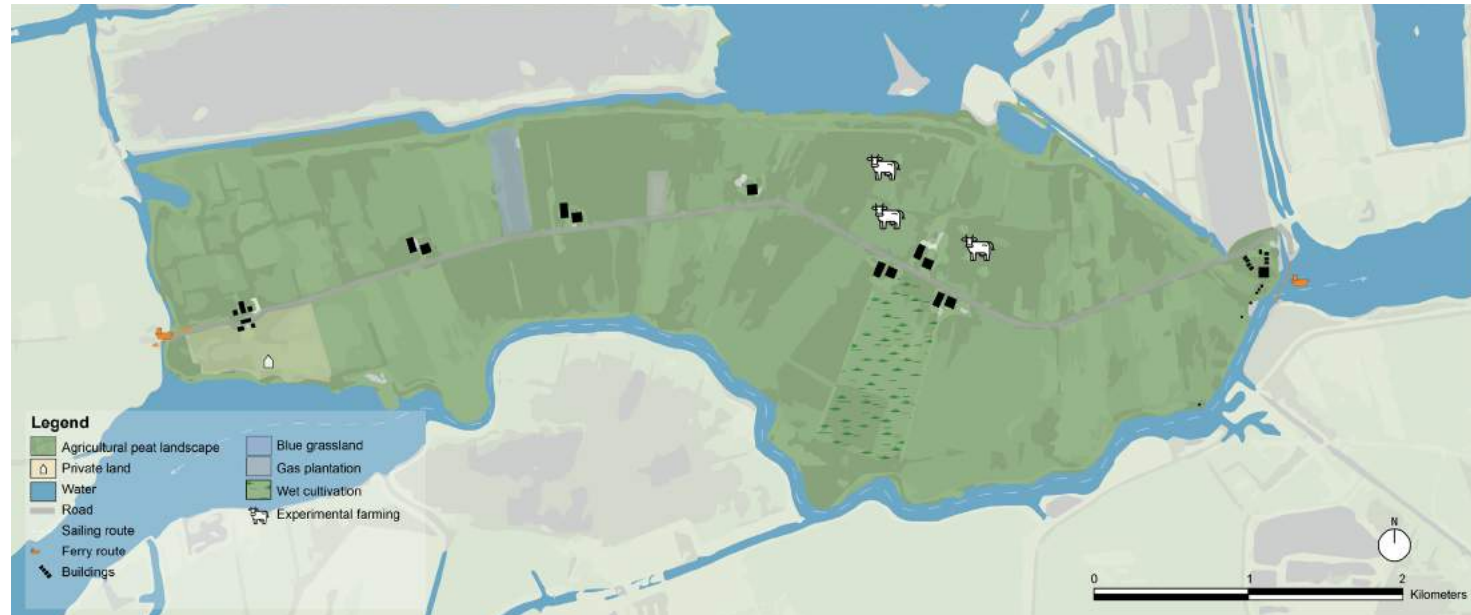 Legend
Agricultural peat landscape
Private land
Water
Road
Sailing route
Ferry route
Buildings
Blue grassland
Gas plantation
Wet cultivation
Experimental farming
N
0 1 2
Kilometers